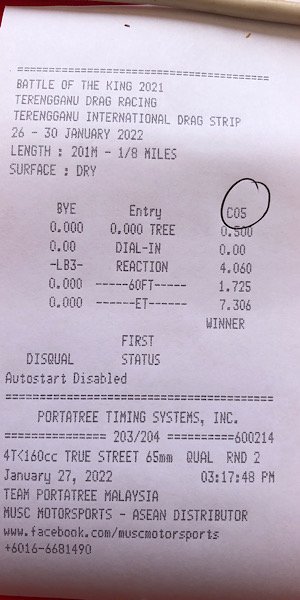 =======================================
BATTLE OF THE KING 2021
TERENGGANU DRAG RACING
TERENGGANU INTERNATIONAL DRAG STRIP
26 - 30 JANUARY 2022
LENGTH : 201M - 1/8 MILES
SURFACE : DRY
BYE Entry C05
0.000 0.000 TREE 0.500
0.00 DIAL-IN 0.00
-LB3- REACTION 4.060
0.000 ------60FT------ 1.725
0.000 ------ET------ 7.306
WINNER
FIRST
DISQUAL STATUS
Autostart Disabled
=======================================
PORTATREE TIMING SYSTEMS, INC.
=============== 203/204 ==========600214
4T<160cc TRUE STREET 65mm QUAL RND 2
January 27, 2022 03:17:48 PM
TEAM PORTATREE MALAYSIA
MUSC MOTORSPORTS - ASEAN DISTRIBUTOR
www.facebook.com/muscmotorsports
+6016-6681490